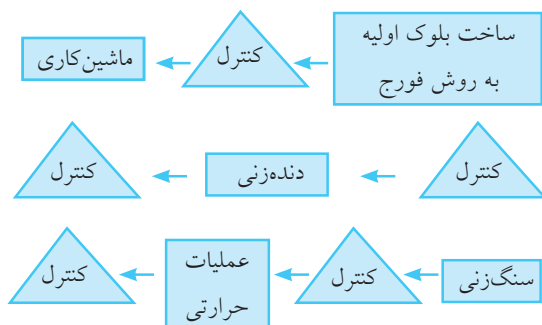 ساخت بلوک اولیه
به روش فورج
کنترل
ماشین‌کاری
کنترل
دنده‌زنی
کنترل
سنگ‌زنی
کنترل
عملیات
حرارتی
کنترل